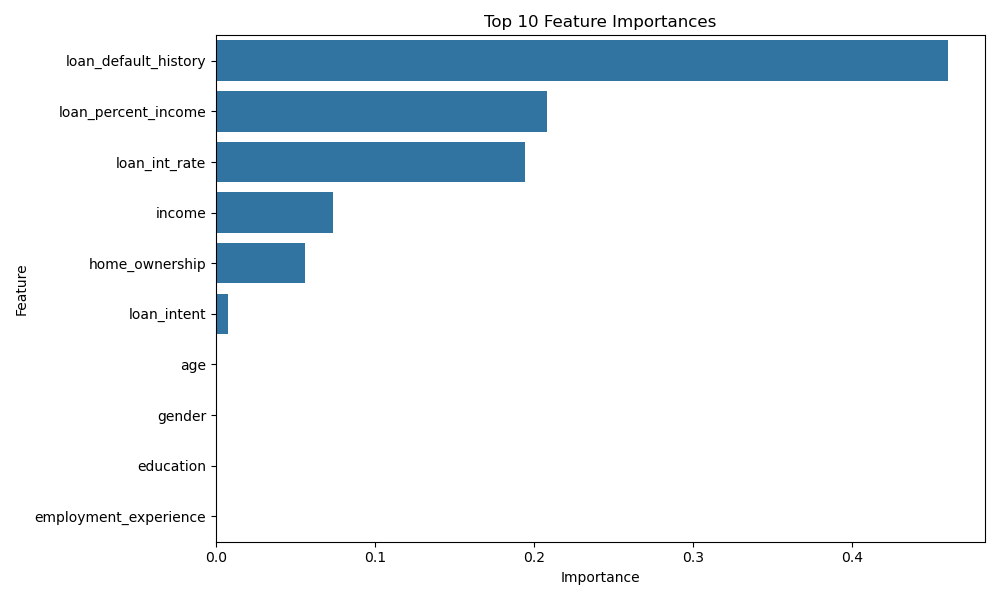 Top 10 Feature Importances
loan_default_history
loan_percent_income
loan_int_rate
income
home_ownership
loan_intent
age
gender
education
employment_experience
Feature
0.0 0.1 0.2 0.3 0.4
Importance